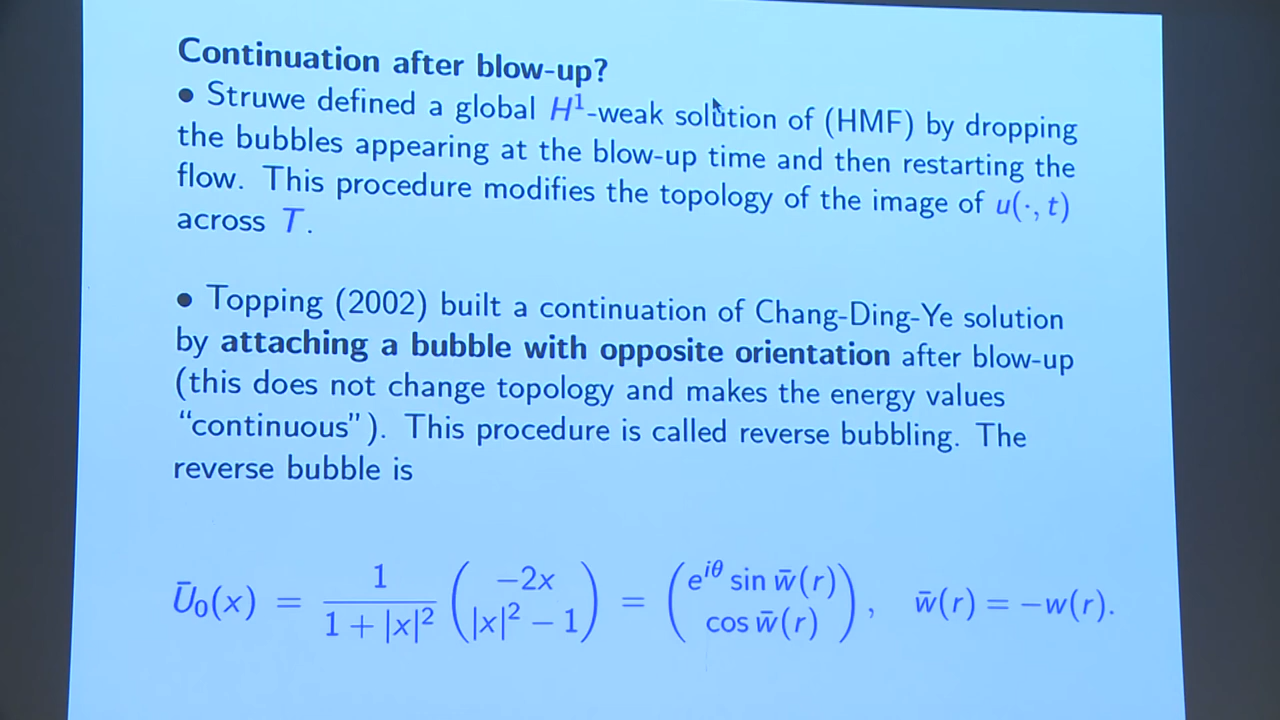 Continuation after blow-up?
• Struwe defined a global H¹-weak solution of (HMF) by dropping
the bubbles appearing at the blow-up time and then restarting the
flow. This procedure modifies the topology of the image of u(·, t)
across T.
• Topping (2002) built a continuation of Chang-Ding-Ye solution
by attaching a bubble with opposite orientation after blow-up
(this does not change topology and makes the energy values
“continuous”). This procedure is called reverse bubbling. The
reverse bubble is
Ū₀(x) = 1/(1 + |x|²) (−2x, |x|² − 1) = (e^{iθ} sin w̄(r), cos w̄(r)), w̄(r) = −w(r).